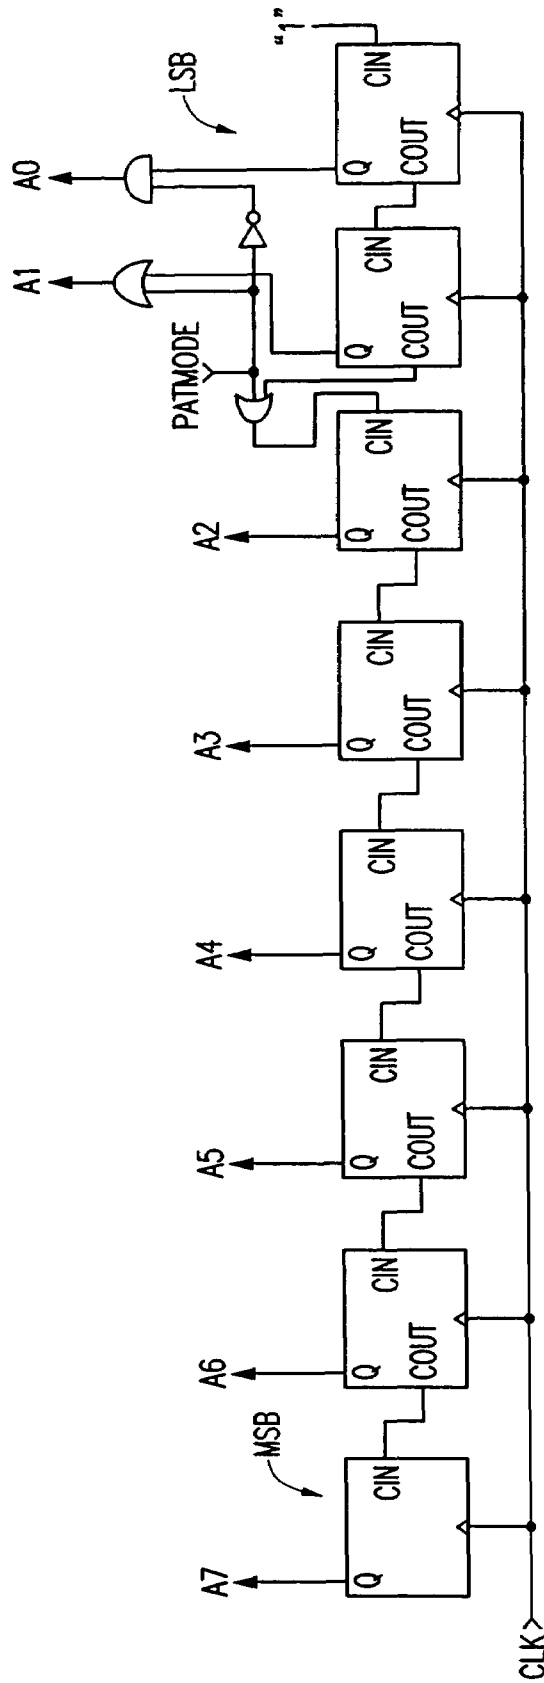 A7
A6
A5
A4
A3
A2
A1
A0
MSB
PATMODE
LSB
"1"
Q
CIN
Q
CIN
COUT
Q
CIN
COUT
Q
CIN
COUT
Q
CIN
COUT
Q
CIN
COUT
Q
CIN
COUT
Q
CIN
COUT
CLK